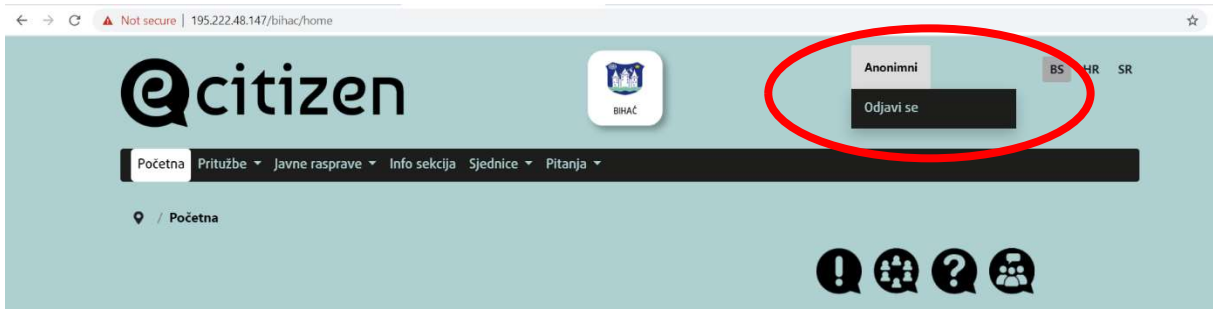 Not secure | 195.222.48.147/bihac/home
@citizen
BIHAĆ
Anonimni
BS HR SR
Odjavi se
Početna Pritužbe Javne rasprave Info sekcija Sjednice Pitanja
/ Početna